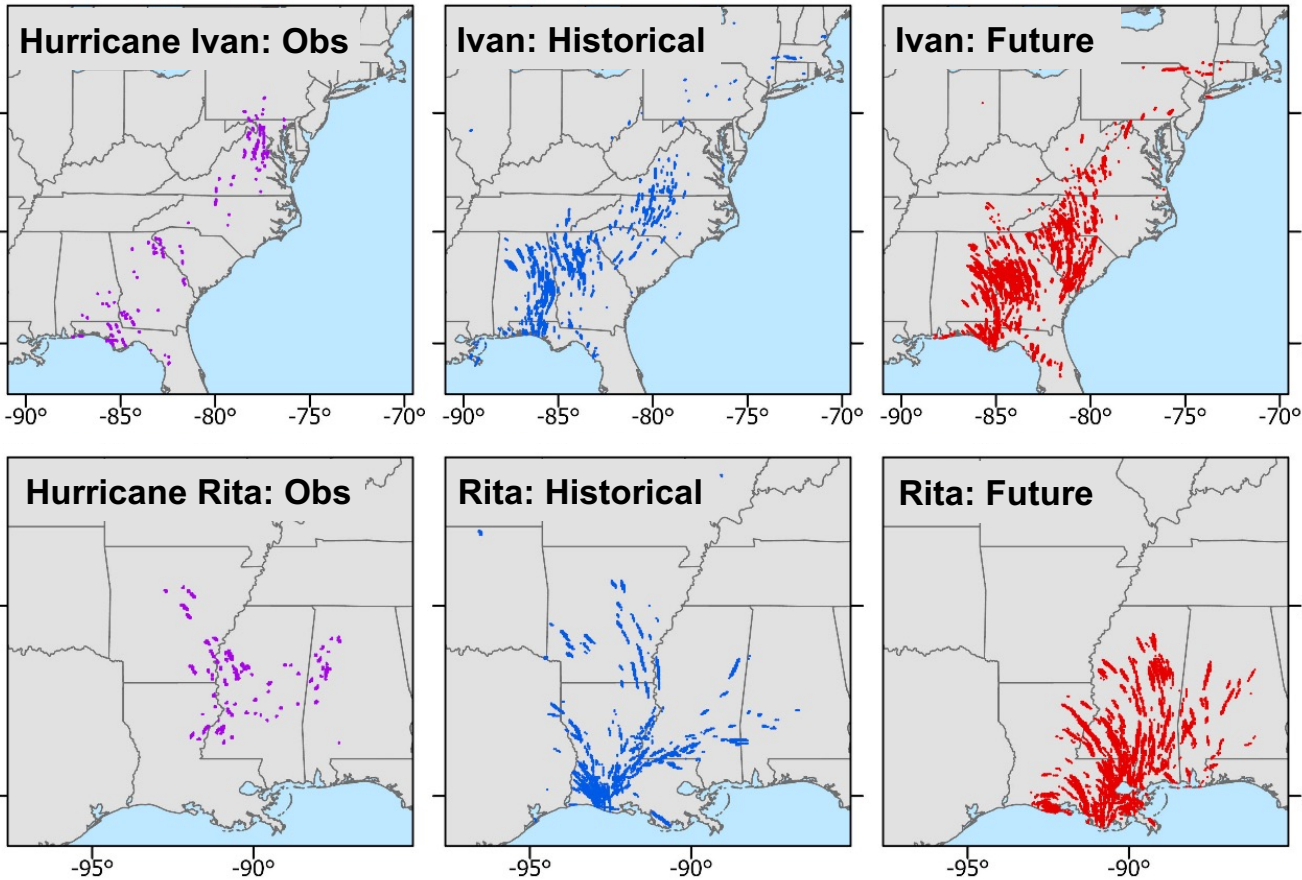 Hurricane Ivan: Obs
Ivan: Historical
Ivan: Future
-90° -85° -80° -75° -70°
-90° -85° -80° -75° -70°
-90° -85° -80° -75° -70°
Hurricane Rita: Obs
Rita: Historical
Rita: Future
-95° -90°
-95° -90°
-95° -90°